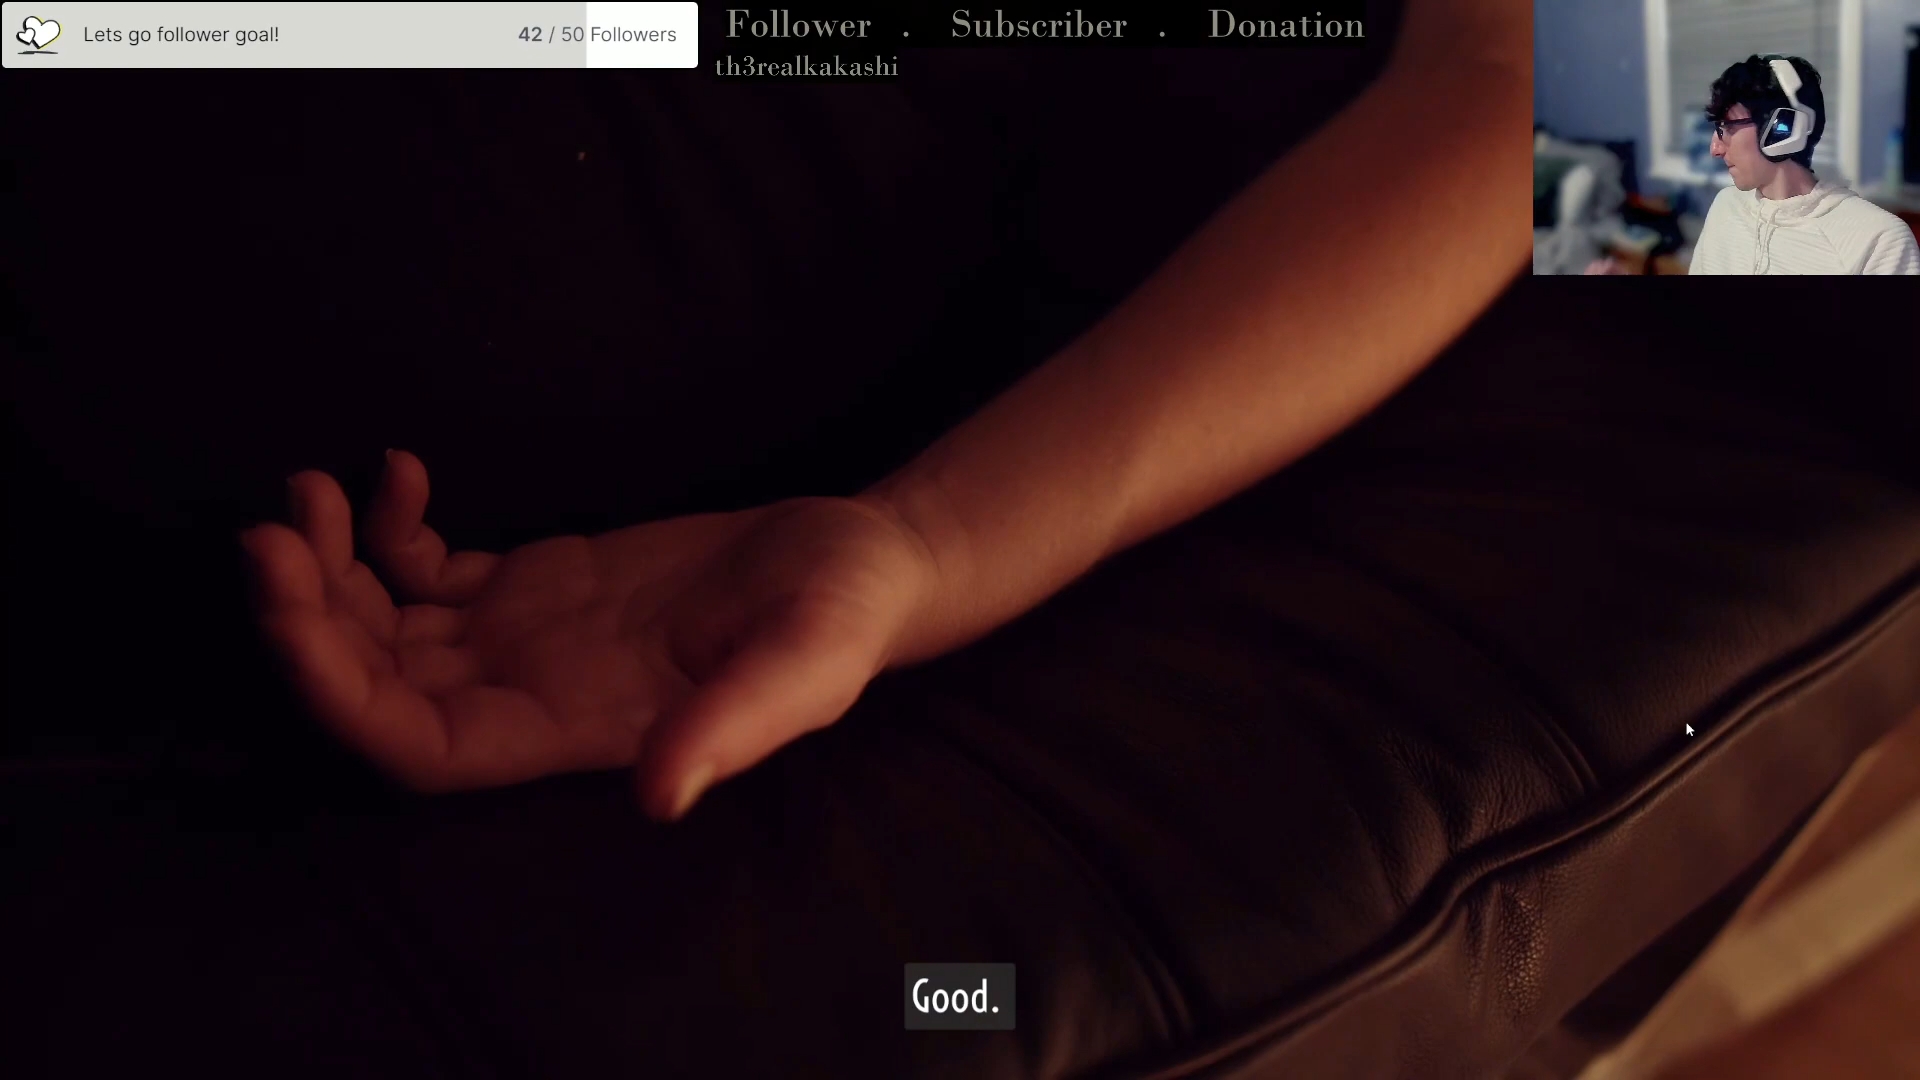 Lets go follower goal!
42 / 50 Followers
Follower . Subscriber . Donation
th3realkakashi
Good.